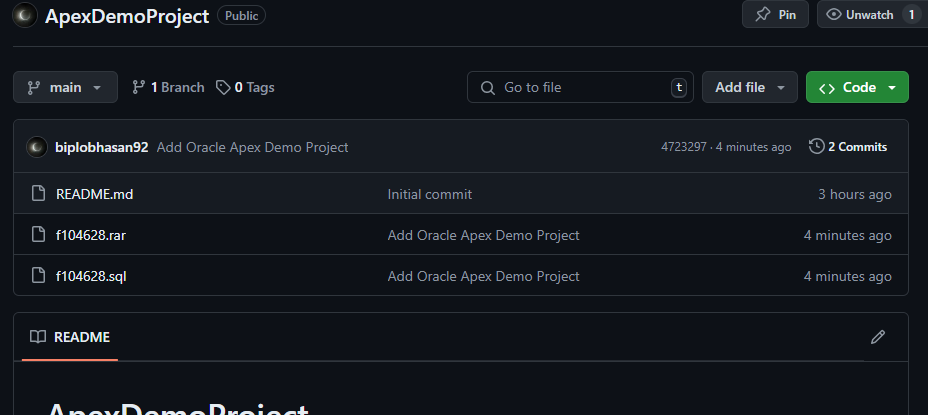 ApexDemoProject Public Pin Unwatch 1
main 1 Branch 0 Tags Go to file t Add file Code
biplobhasan92 Add Oracle Apex Demo Project 4723297 · 4 minutes ago 2 Commits
README.md Initial commit 3 hours ago
f104628.rar Add Oracle Apex Demo Project 4 minutes ago
f104628.sql Add Oracle Apex Demo Project 4 minutes ago
README
ApexDemoProject